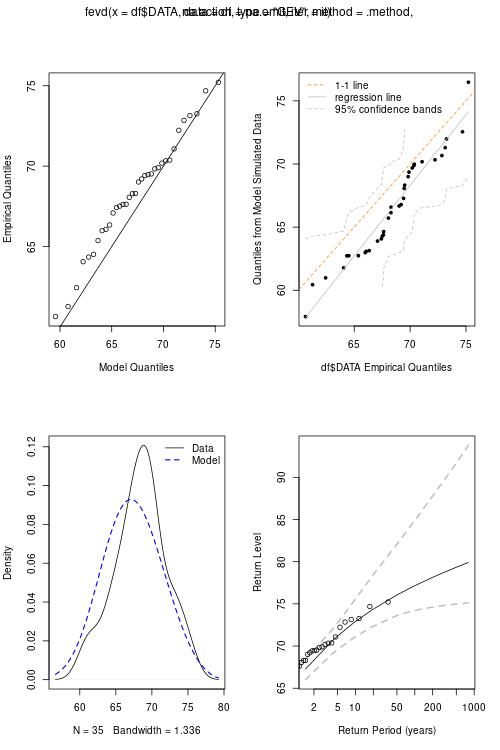 fevd(x = df$DATA, method = .method,
75
70
65
Empirical Quantiles
60 65 70 75
Model Quantiles
1-1 line
regression line
95% confidence bands
75
70
65
60
Quantiles from Model Simulated Data
65 70 75
df$DATA Empirical Quantiles
Data
Model
0.12
0.10
0.08
0.06
0.04
0.02
0.00
Density
60 65 70 75 80
N = 35 Bandwidth = 1.336
90
85
80
75
70
65
Return Level
2 5 10 50 200 1000
Return Period (years)